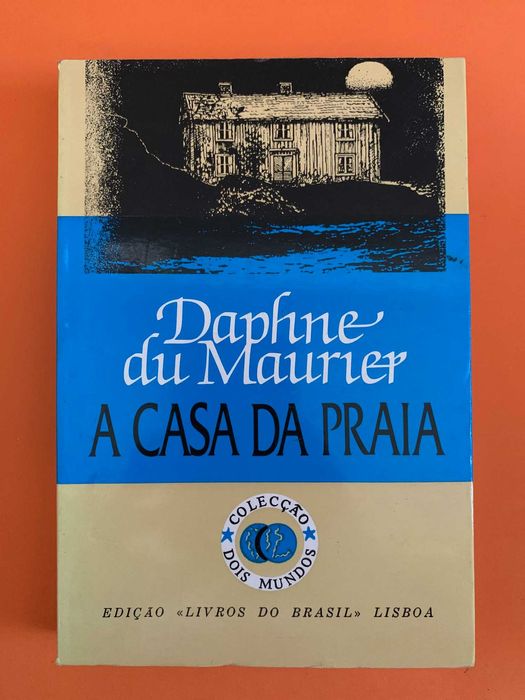 Daphne
du Maurier
A CASA DA PRAIA
COLECÇÃO
DOIS MUNDOS
EDIÇÃO «LIVROS DO BRASIL» LISBOA